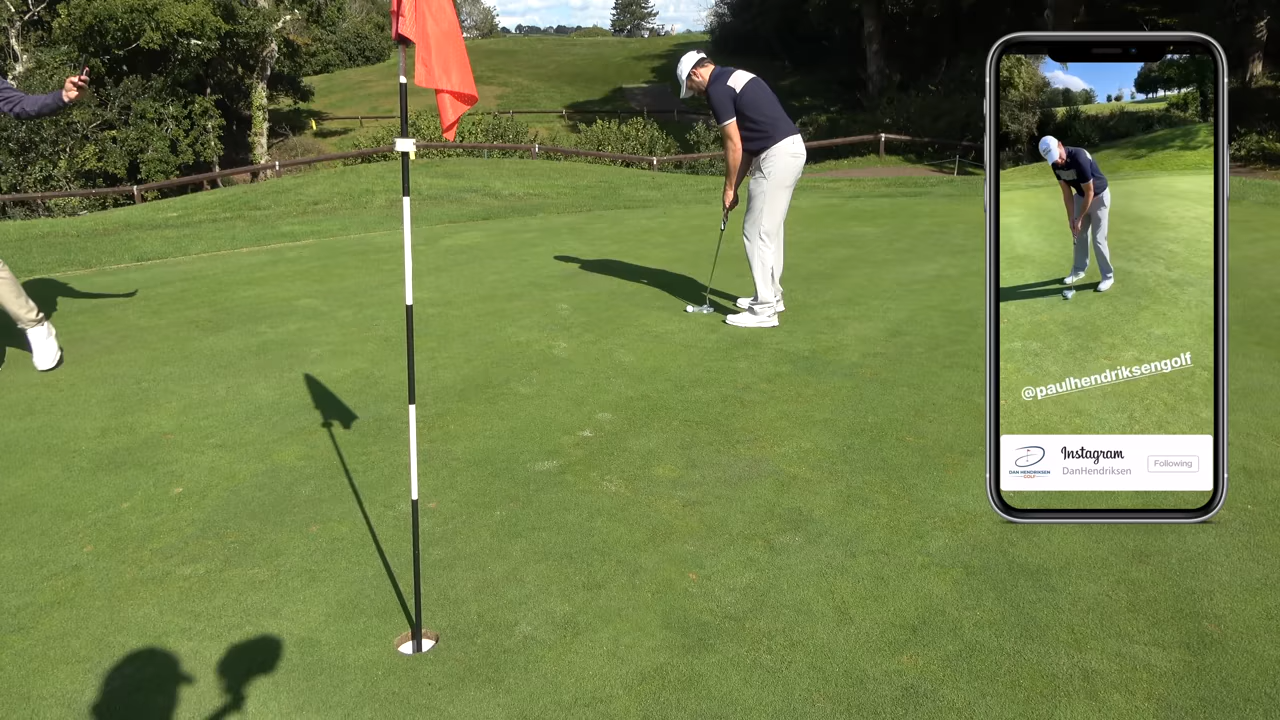 @paulhendriksengolf
DAN HENDRIKSEN
GOLF
Instagram
DanHendriksen
Following